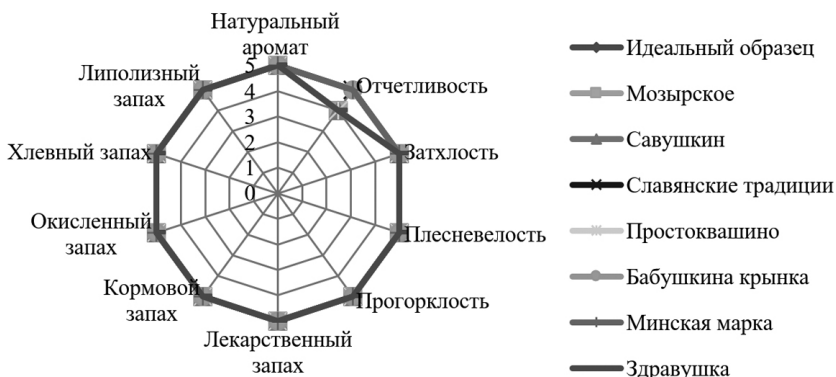 Натуральный
аромат
Отчетливость
Затхлость
Плесневелость
Прогорклость
Лекарственный
запах
Кормовой
запах
Окисленный
запах
Хлевный запах
Липолизный
запах
5
4
3
2
1
0
Идеальный образец
Мозырское
Савушкин
Славянские традиции
Простоквашино
Бабушкина крынка
Минская марка
Здравушка